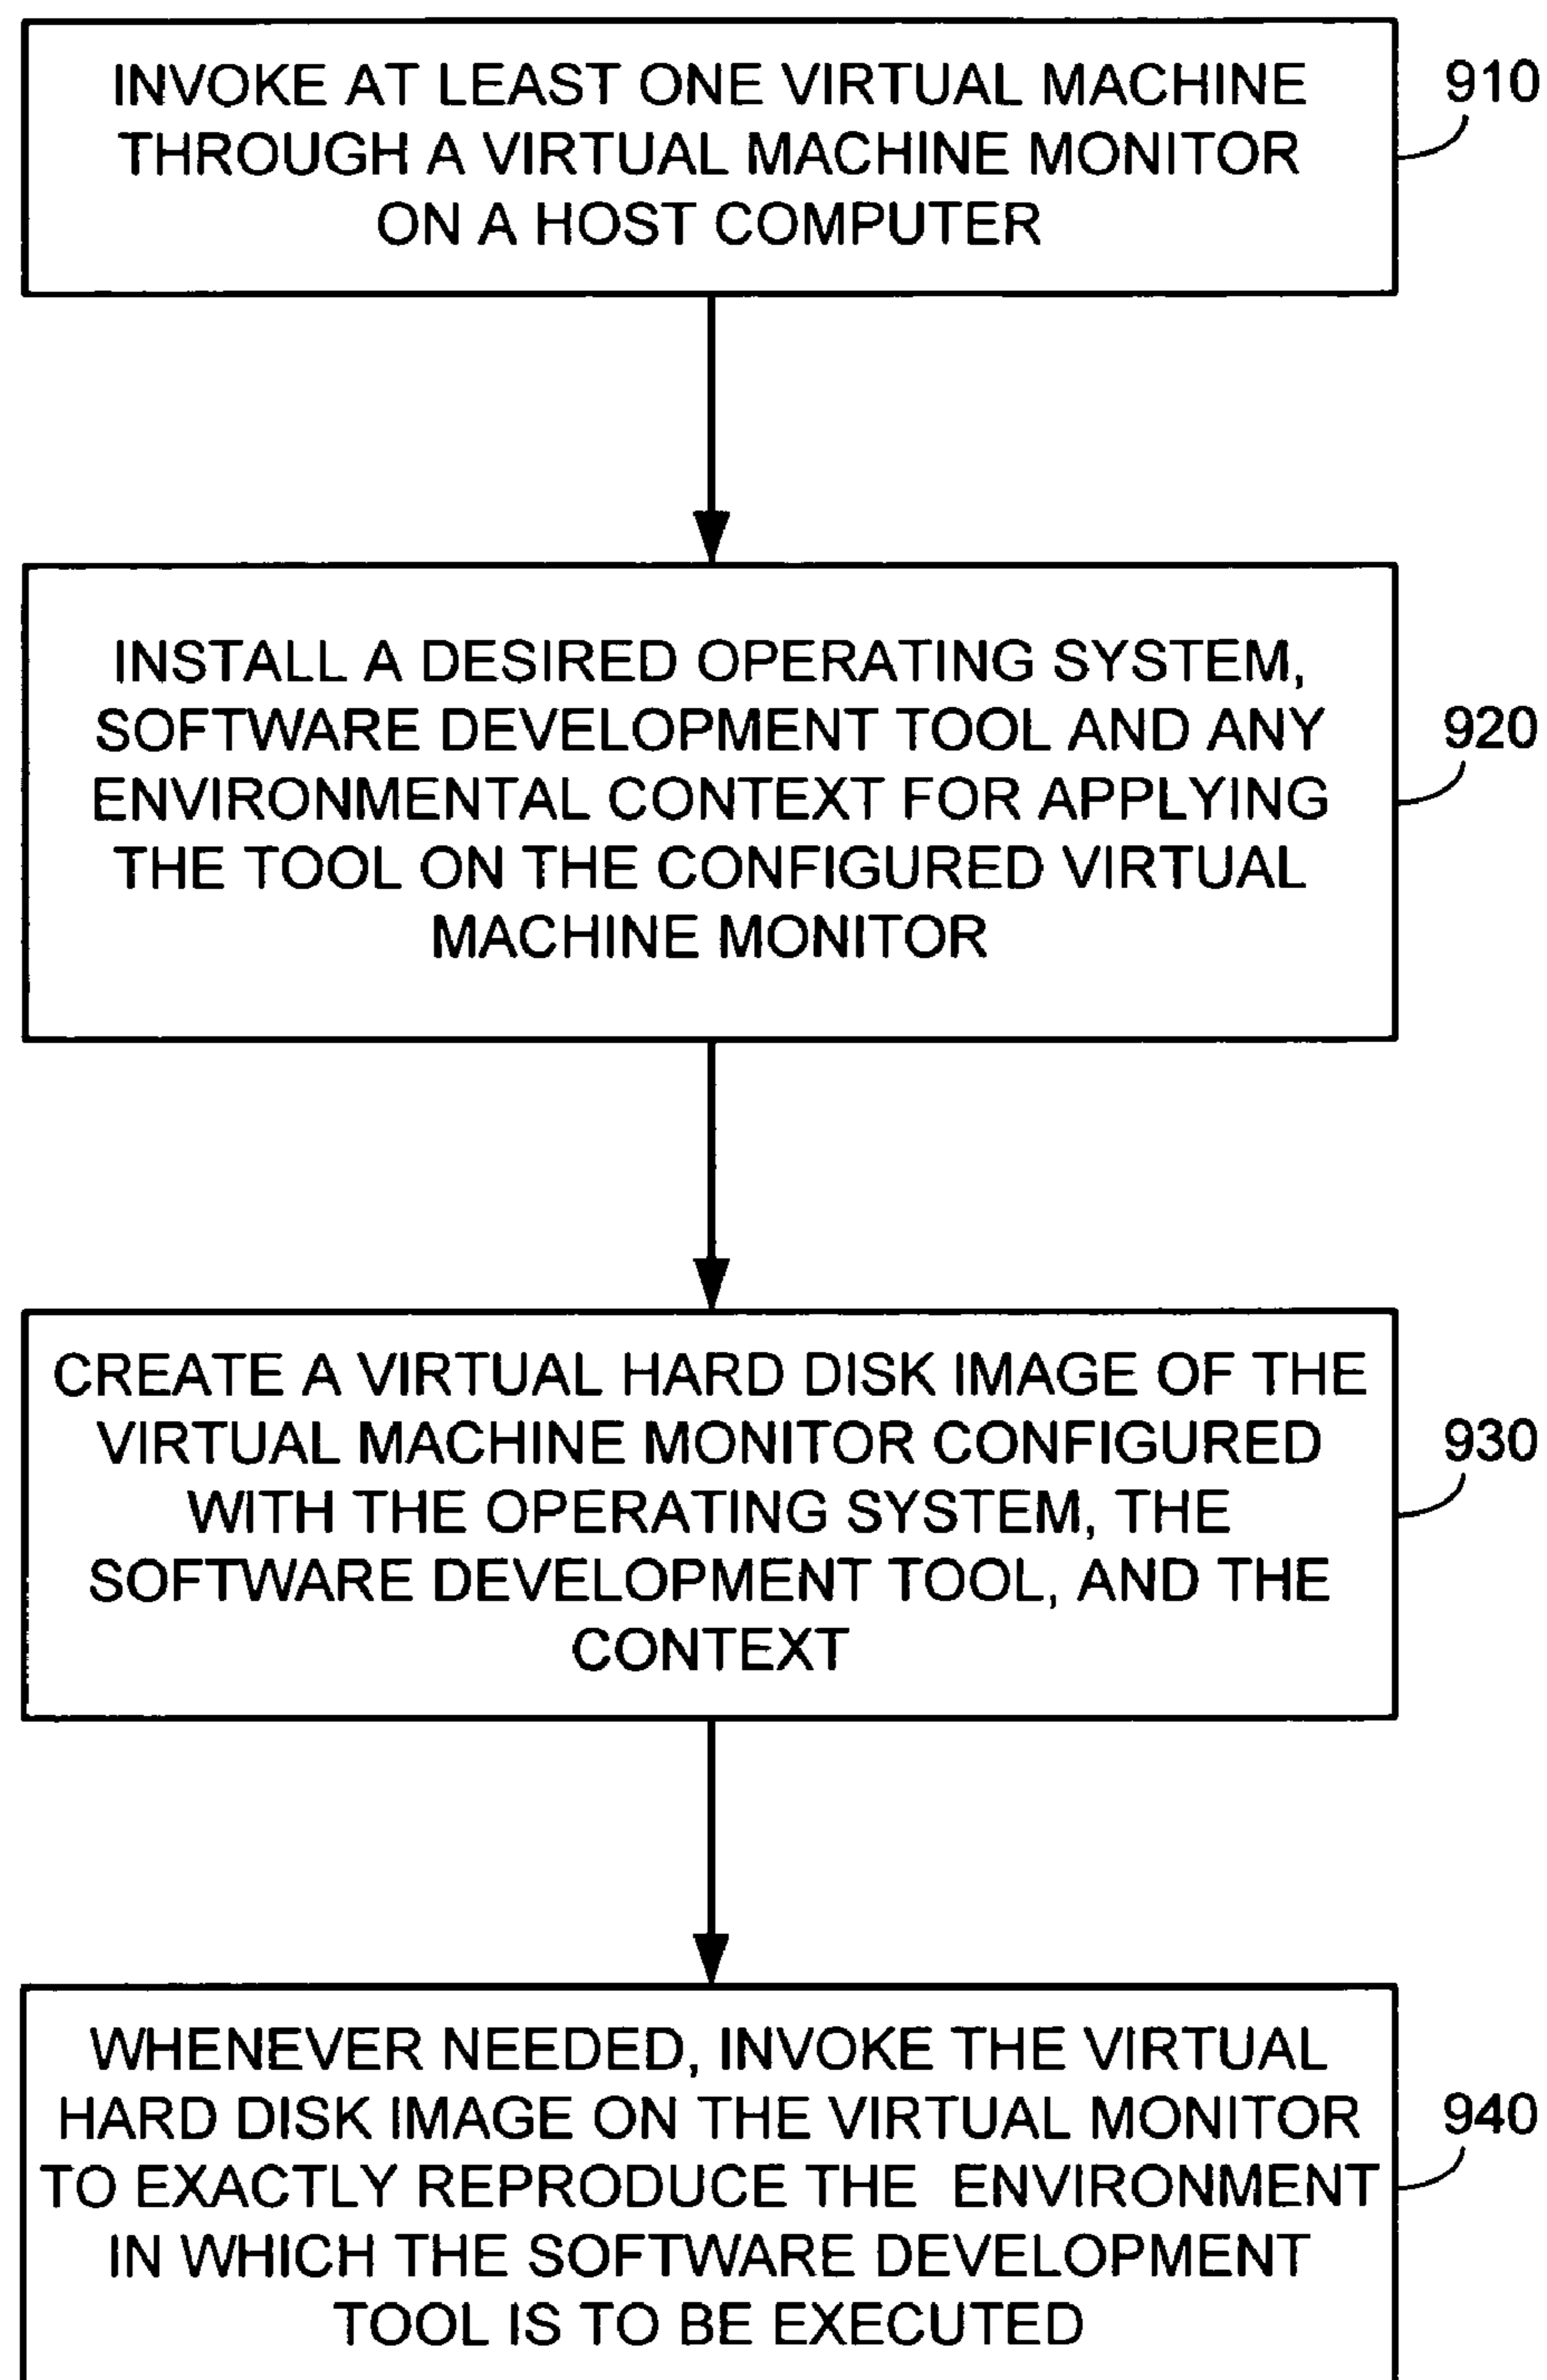 INVOKE AT LEAST ONE VIRTUAL MACHINE
THROUGH A VIRTUAL MACHINE MONITOR
ON A HOST COMPUTER
910
INSTALL A DESIRED OPERATING SYSTEM,
SOFTWARE DEVELOPMENT TOOL AND ANY
ENVIRONMENTAL CONTEXT FOR APPLYING
THE TOOL ON THE CONFIGURED VIRTUAL
MACHINE MONITOR
920
CREATE A VIRTUAL HARD DISK IMAGE OF THE
VIRTUAL MACHINE MONITOR CONFIGURED
WITH THE OPERATING SYSTEM, THE
SOFTWARE DEVELOPMENT TOOL, AND THE
CONTEXT
930
WHENEVER NEEDED, INVOKE THE VIRTUAL
HARD DISK IMAGE ON THE VIRTUAL MONITOR
TO EXACTLY REPRODUCE THE ENVIRONMENT
IN WHICH THE SOFTWARE DEVELOPMENT
TOOL IS TO BE EXECUTED
940